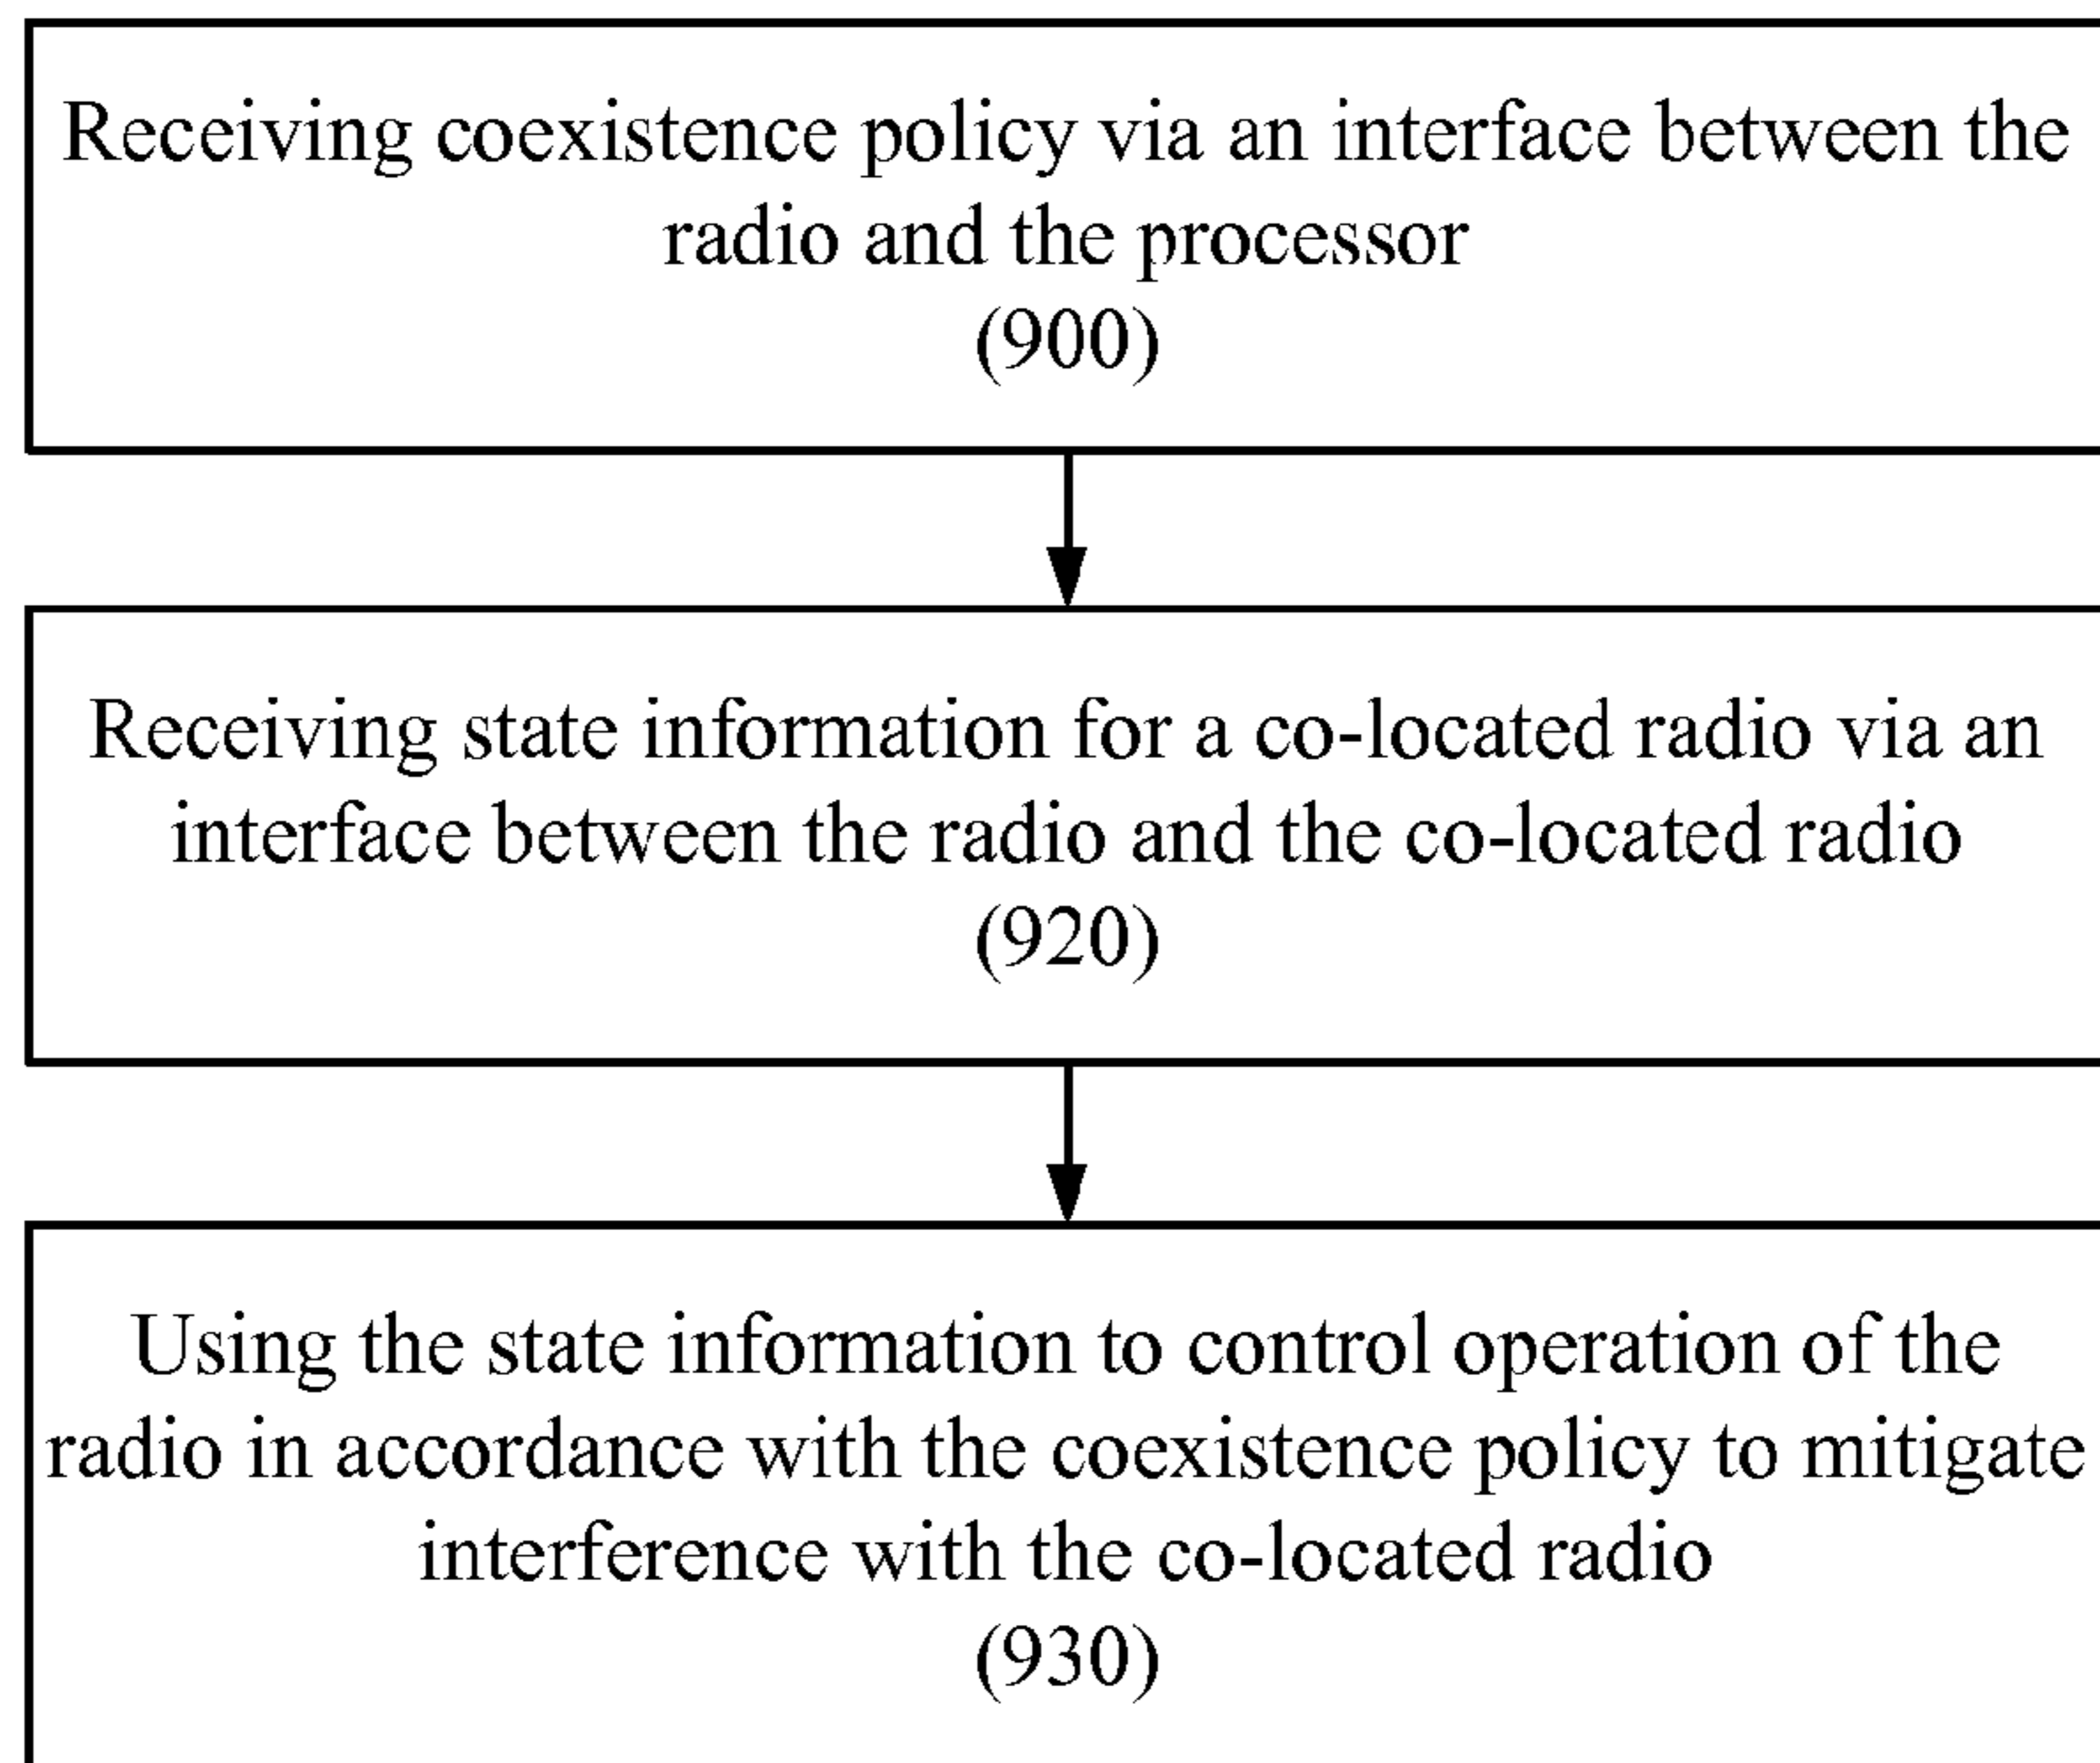 Receiving coexistence policy via an interface between the
radio and the processor
(900)
Receiving state information for a co-located radio via an
interface between the radio and the co-located radio
(920)
Using the state information to control operation of the
radio in accordance with the coexistence policy to mitigate
interference with the co-located radio
(930)